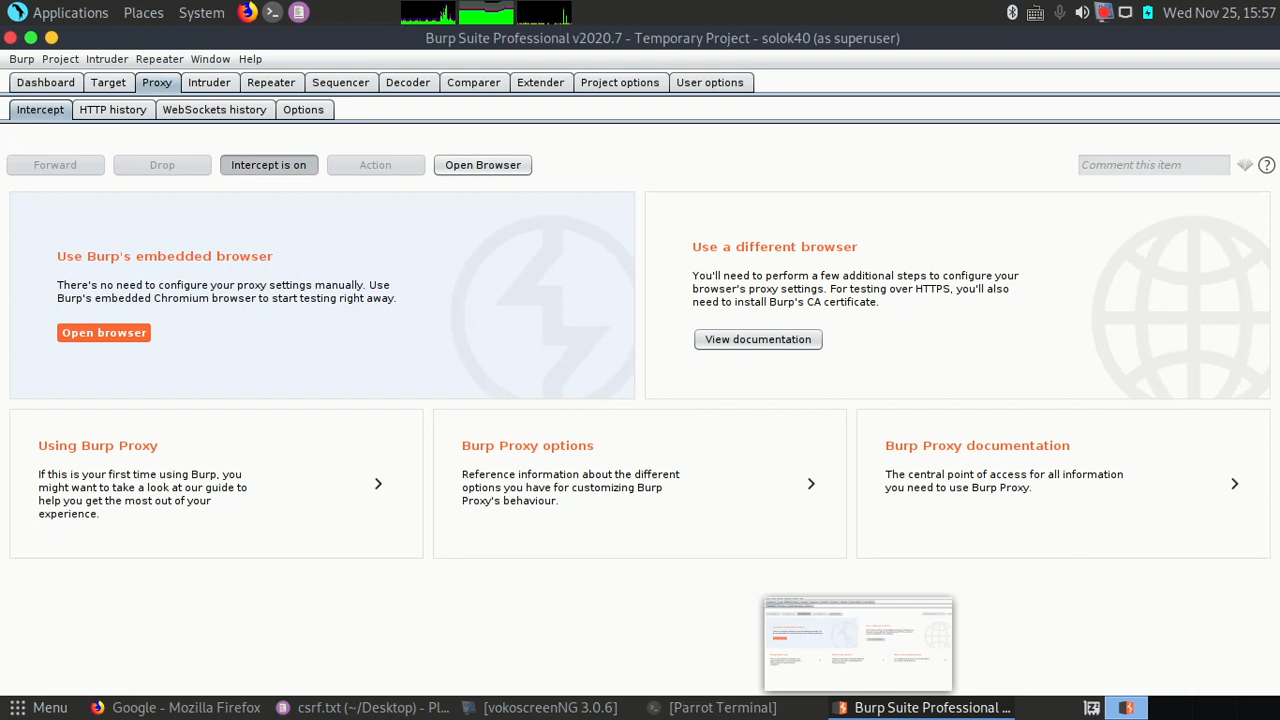 Applications Places System Wed Nov 25, 15:57
Burp Suite Professional v2020.7 - Temporary Project - solok40 (as superuser)
Burp Project Intruder Repeater Window Help
Dashboard Target Proxy Intruder Repeater Sequencer Decoder Comparer Extender Project options User options
Intercept HTTP history WebSockets history Options
Forward Drop Intercept is on Action Open Browser Comment this item ?
Use Burp's embedded browser
There's no need to configure your proxy settings manually. Use
Burp's embedded Chromium browser to start testing right away.
Open browser
Use a different browser
You'll need to perform a few additional steps to configure your
browser's proxy settings. For testing over HTTPS, you'll also
need to install Burp's CA certificate.
View documentation
Using Burp Proxy
If this is your first time using Burp, you
might want to take a look at our guide to
help you get the most out of your
experience.
Burp Proxy options
Reference information about the different
options you have for customizing Burp
Proxy's behaviour.
Burp Proxy documentation
The central point of access for all information
you need to use Burp Proxy.
Menu Google - Mozilla Firefox csrf.txt (~/Desktop) - Pl... [vokoscreenNG 3.0.6] [Parrot Terminal] Burp Suite Professional ...